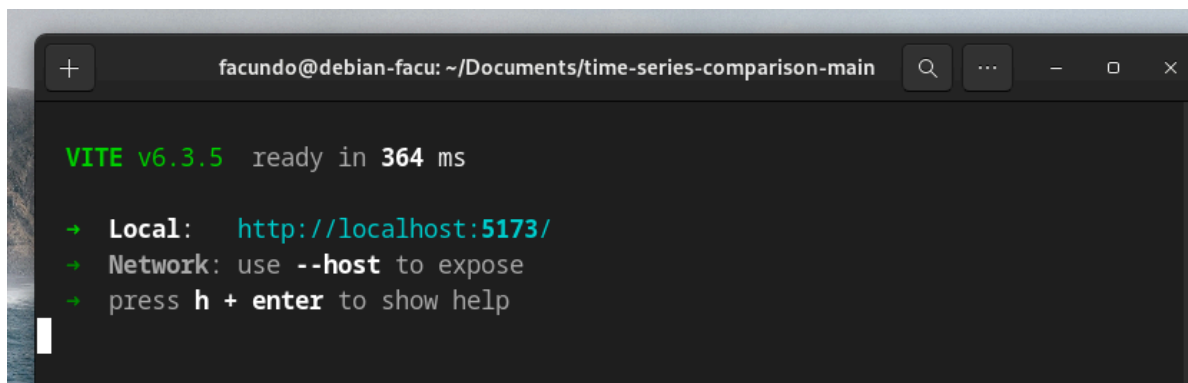 facundo@debian-facu: ~/Documents/time-series-comparison-main
VITE v6.3.5 ready in 364 ms
➜ Local: http://localhost:5173/
➜ Network: use --host to expose
➜ press h + enter to show help